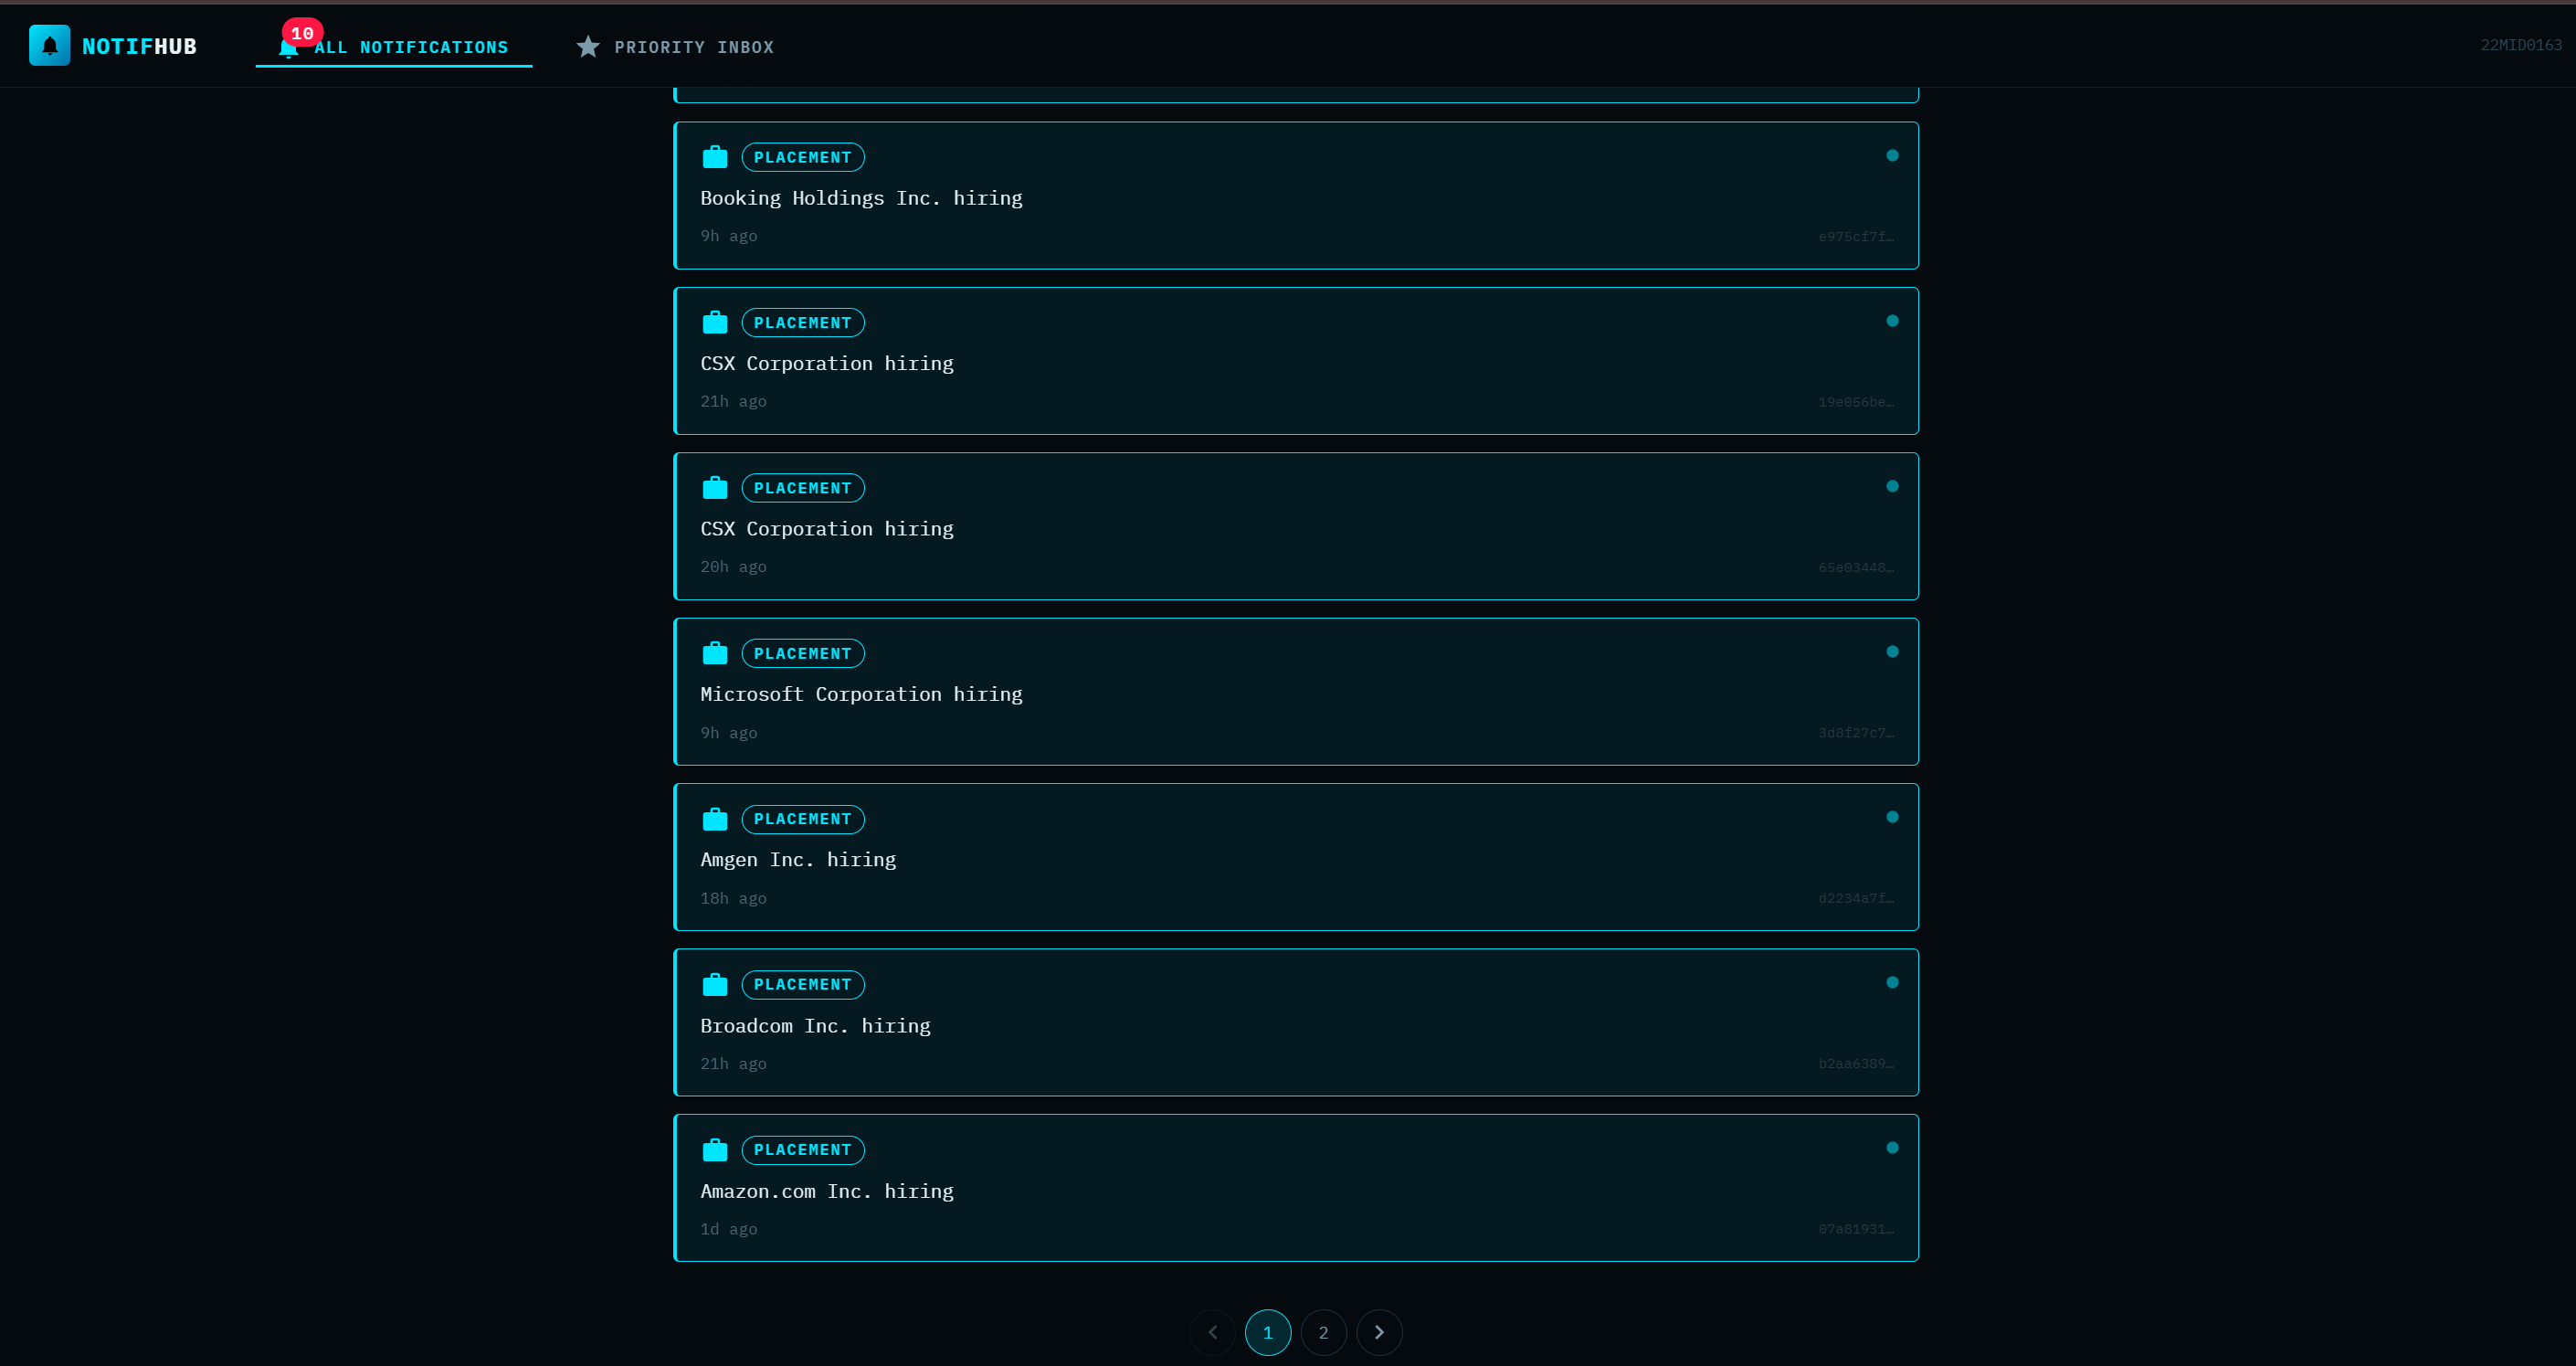 NOTIFHUB
10
ALL NOTIFICATIONS
PRIORITY INBOX
22MID0163
PLACEMENT
Booking Holdings Inc. hiring
9h ago
e975cf7f…
PLACEMENT
CSX Corporation hiring
21h ago
19e056be…
PLACEMENT
CSX Corporation hiring
20h ago
65e03448…
PLACEMENT
Microsoft Corporation hiring
9h ago
3d8f27c7…
PLACEMENT
Amgen Inc. hiring
18h ago
d2234a7f…
PLACEMENT
Broadcom Inc. hiring
21h ago
b2aa6389…
PLACEMENT
Amazon.com Inc. hiring
1d ago
07a81931…
1
2